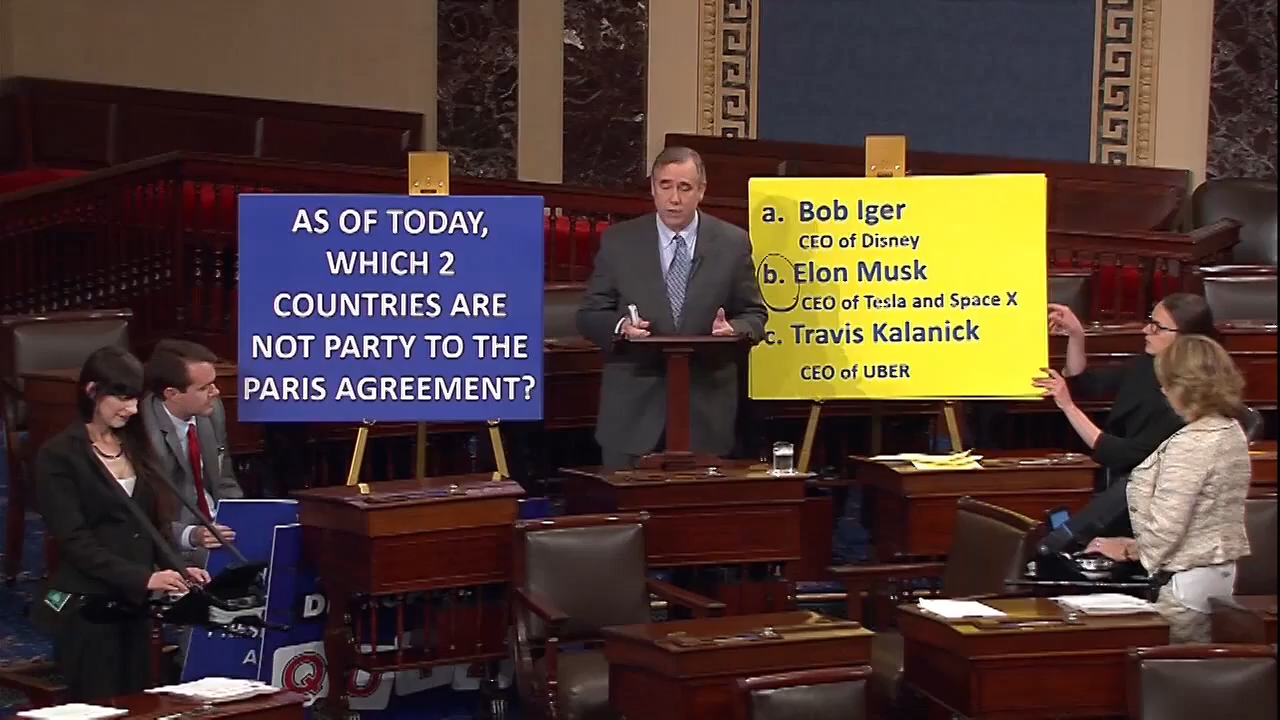 AS OF TODAY,
WHICH 2
COUNTRIES ARE
NOT PARTY TO THE
PARIS AGREEMENT?
a. Bob Iger
CEO of Disney
b. Elon Musk
CEO of Tesla and Space X
c. Travis Kalanick
CEO of UBER